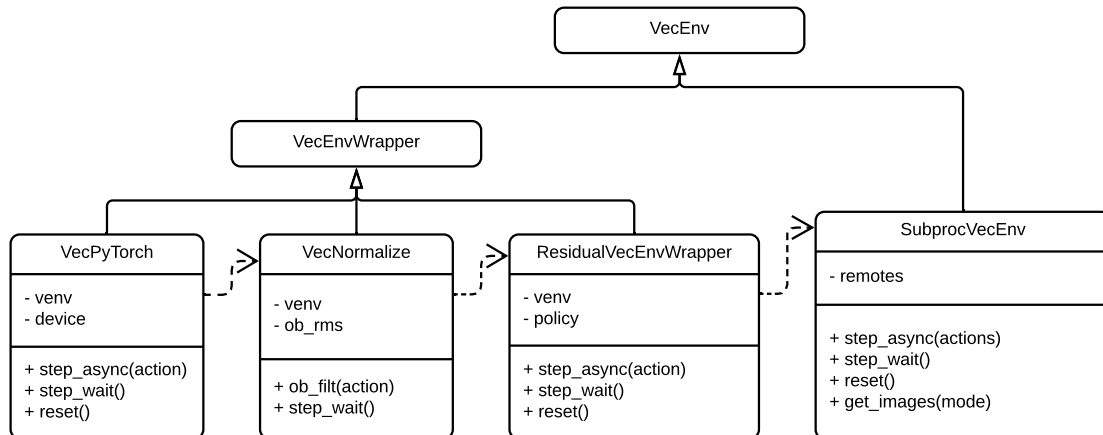 VecEnv
VecEnvWrapper
VecPyTorch
- venv
- device
+ step_async(action)
+ step_wait()
+ reset()
VecNormalize
- venv
- ob_rms
+ ob_filt(action)
+ step_wait()
ResidualVecEnvWrapper
- venv
- policy
+ step_async(action)
+ step_wait()
+ reset()
SubprocVecEnv
- remotes
+ step_async(actions)
+ step_wait()
+ reset()
+ get_images(mode)